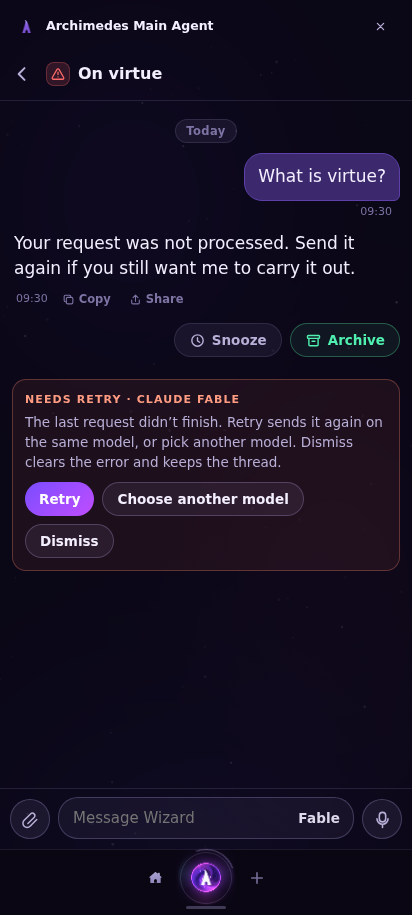 Archimedes Main Agent
On virtue
Today
What is virtue?
09:30
Your request was not processed. Send it
again if you still want me to carry it out.
09:30 Copy Share
Snooze Archive
NEEDS RETRY · CLAUDE FABLE
The last request didn’t finish. Retry sends it again on
the same model, or pick another model. Dismiss
clears the error and keeps the thread.
Retry Choose another model
Dismiss
Message Wizard Fable